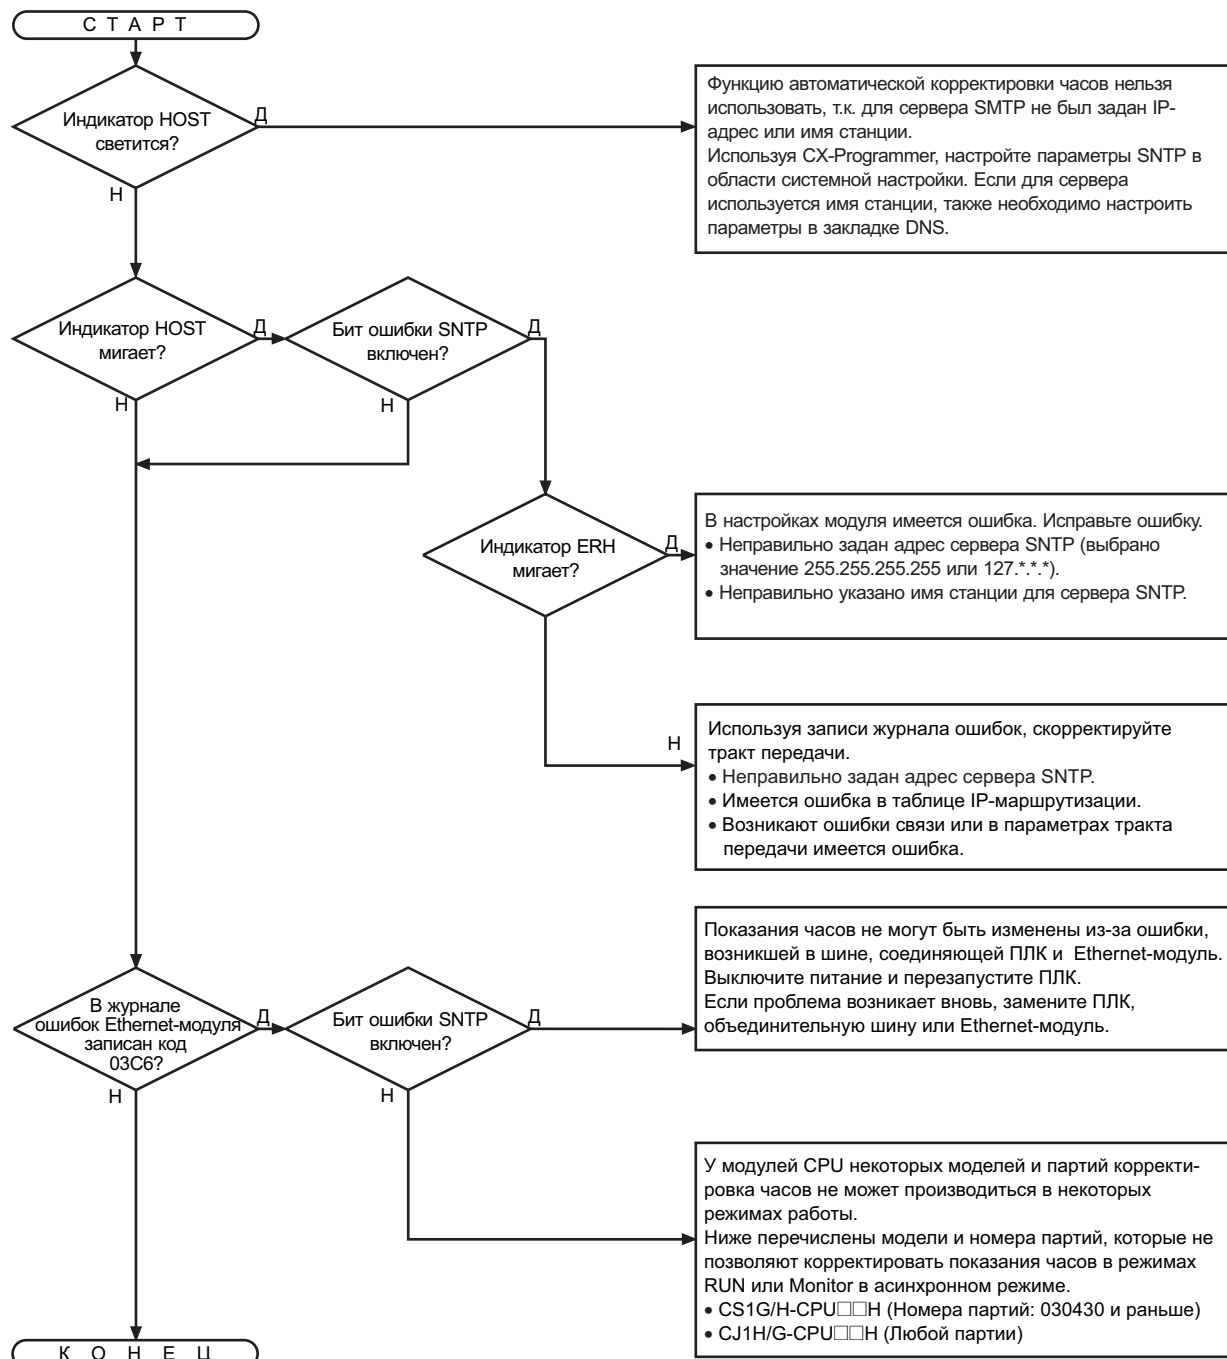 С Т А Р Т
Индикатор HOST
светится?
Д
Н
Функцию автоматической корректировки часов нельзя
использовать, т.к. для сервера SMTP не был задан IP-
адрес или имя станции.
Используя CX-Programmer, настройте параметры SNTP в
области системной настройки. Если для сервера
используется имя станции, также необходимо настроить
параметры в закладке DNS.
Индикатор HOST
мигает?
Д
Н
Бит ошибки SNTP
включен?
Д
Н
Индикатор ERH
мигает?
Д
В настройках модуля имеется ошибка. Исправьте ошибку.
• Неправильно задан адрес сервера SNTP (выбрано
значение 255.255.255.255 или 127.*.*.*).
• Неправильно указано имя станции для сервера SNTP.
Н
Используя записи журнала ошибок, скорректируйте
тракт передачи.
• Неправильно задан адрес сервера SNTP.
• Имеется ошибка в таблице IP-маршрутизации.
• Возникают ошибки связи или в параметрах тракта
передачи имеется ошибка.
В журнале
ошибок Ethernet-модуля
записан код
03C6?
Д
Н
Бит ошибки SNTP
включен?
Д
Н
Показания часов не могут быть изменены из-за ошибки,
возникшей в шине, соединяющей ПЛК и Ethernet-модуль.
Выключите питание и перезапустите ПЛК.
Если проблема возникает вновь, замените ПЛК,
объединительную шину или Ethernet-модуль.
У модулей CPU некоторых моделей и партий корректи-
ровка часов не может производиться в некоторых
режимах работы.
Ниже перечислены модели и номера партий, которые не
позволяют корректировать показания часов в режимах
RUN или Monitor в асинхронном режиме.
• CS1G/H-CPU□□H (Номера партий: 030430 и раньше)
• CJ1H/G-CPU□□H (Любой партии)
К О Н Е Ц